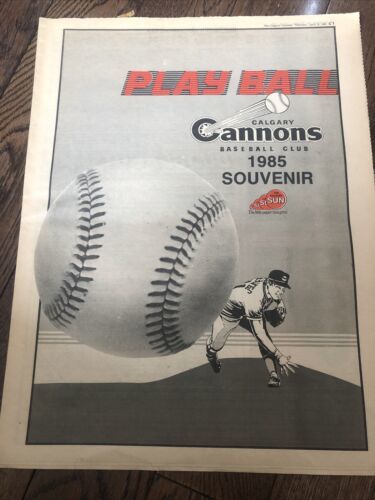 PLAY BALL
CALGARY
Cannons
BASEBALL CLUB
1985
SOUVENIR
SUN